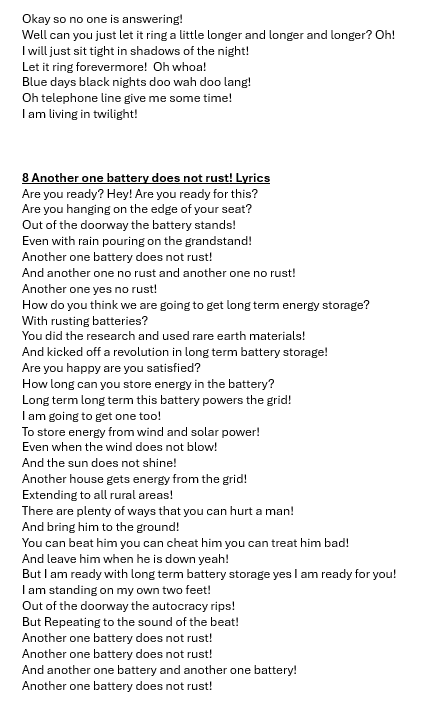 Okay so no one is answering!
Well can you just let it ring a little longer and longer and longer? Oh!
I will just sit tight in shadows of the night!
Let it ring forevermore!  Oh whoa!
Blue days black nights doo wah doo lang!
Oh telephone line give me some time!
I am living in twilight!
8 Another one battery does not rust! Lyrics
Are you ready? Hey! Are you ready for this?
Are you hanging on the edge of your seat?
Out of the doorway the battery stands!
Even with rain pouring on the grandstand!
Another one battery does not rust!
And another one no rust and another one no rust!
Another one yes no rust!
How do you think we are going to get long term energy storage?
With rusting batteries?
You did the research and used rare earth materials!
And kicked off a revolution in long term battery storage!
Are you happy are you satisfied?
How long can you store energy in the battery?
Long term long term this battery powers the grid!
I am going to get one too!
To store energy from wind and solar power!
Even when the wind does not blow!
And the sun does not shine!
Another house gets energy from the grid!
Extending to all rural areas!
There are plenty of ways that you can hurt a man!
And bring him to the ground!
You can beat him you can cheat him you can treat him bad!
And leave him when he is down yeah!
But I am ready with long term battery storage yes I am ready for you!
I am standing on my own two feet!
Out of the doorway the autocracy rips!
But Repeating to the sound of the beat!
Another one battery does not rust!
Another one battery does not rust!
And another one battery and another one battery!
Another one battery does not rust!